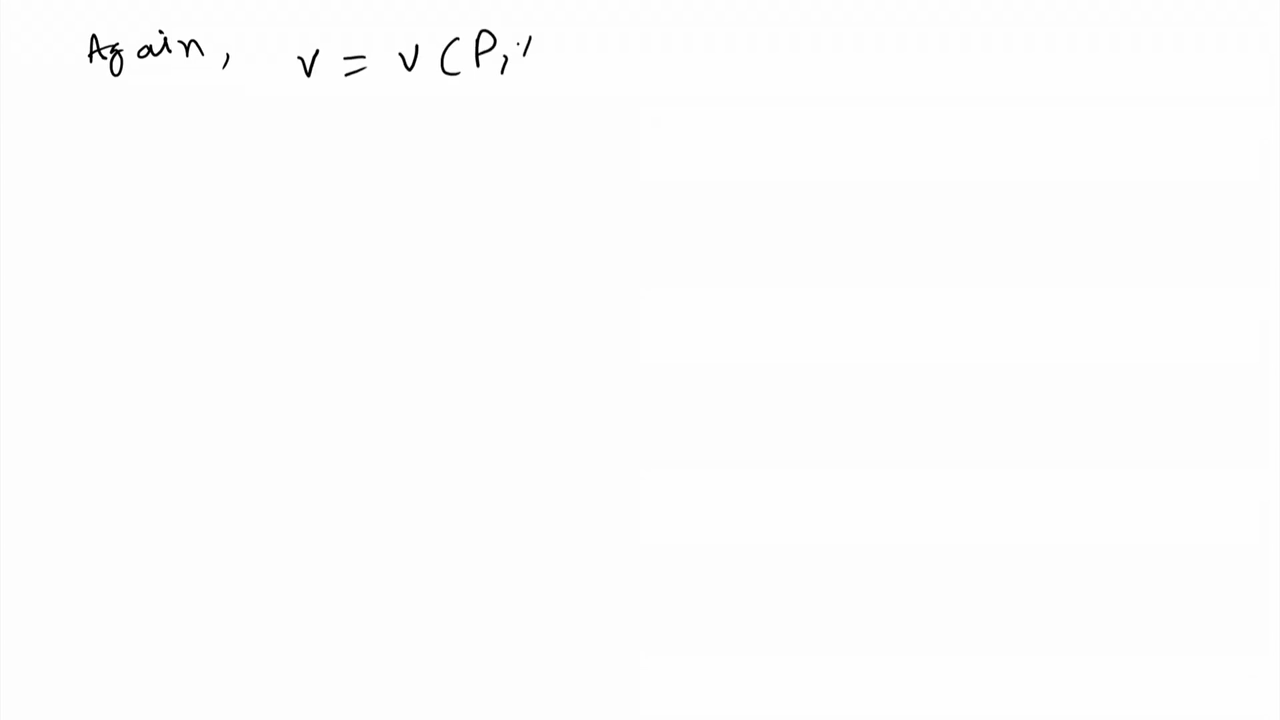 Again, v = v (P,